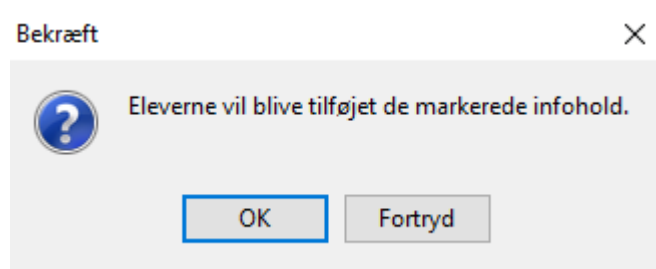 Bekræft
Eleverne vil blive tilføjet de markerede infohold.
OK
Fortryd